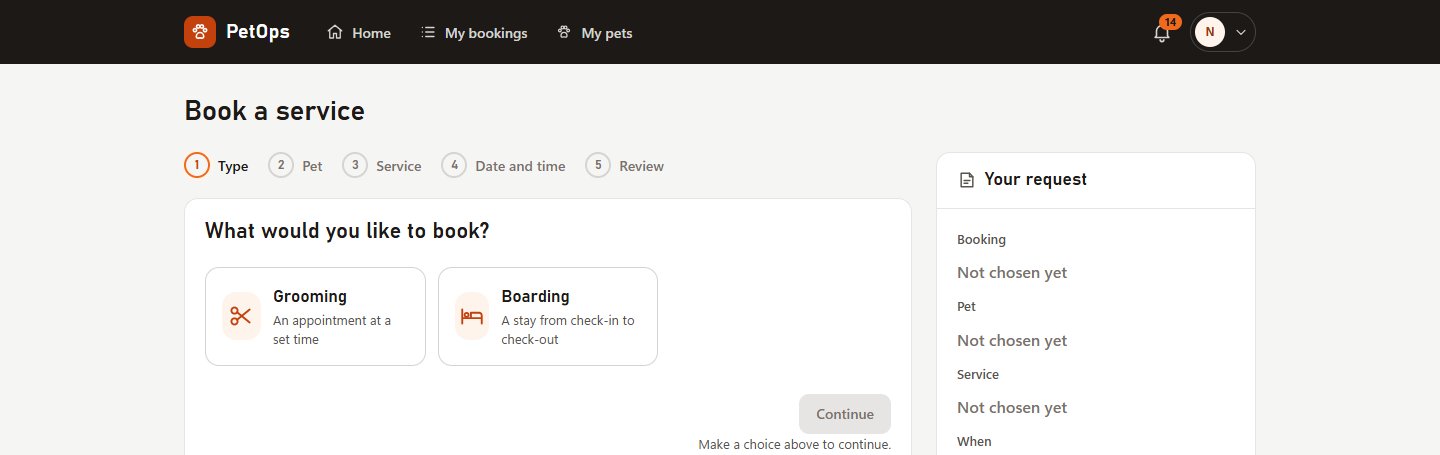 PetOps
Home
My bookings
My pets
14
N
Book a service
1 Type
2 Pet
3 Service
4 Date and time
5 Review
What would you like to book?
Grooming
An appointment at a
set time
Boarding
A stay from check-in to
check-out
Continue
Make a choice above to continue.
Your request
Booking
Not chosen yet
Pet
Not chosen yet
Service
Not chosen yet
When